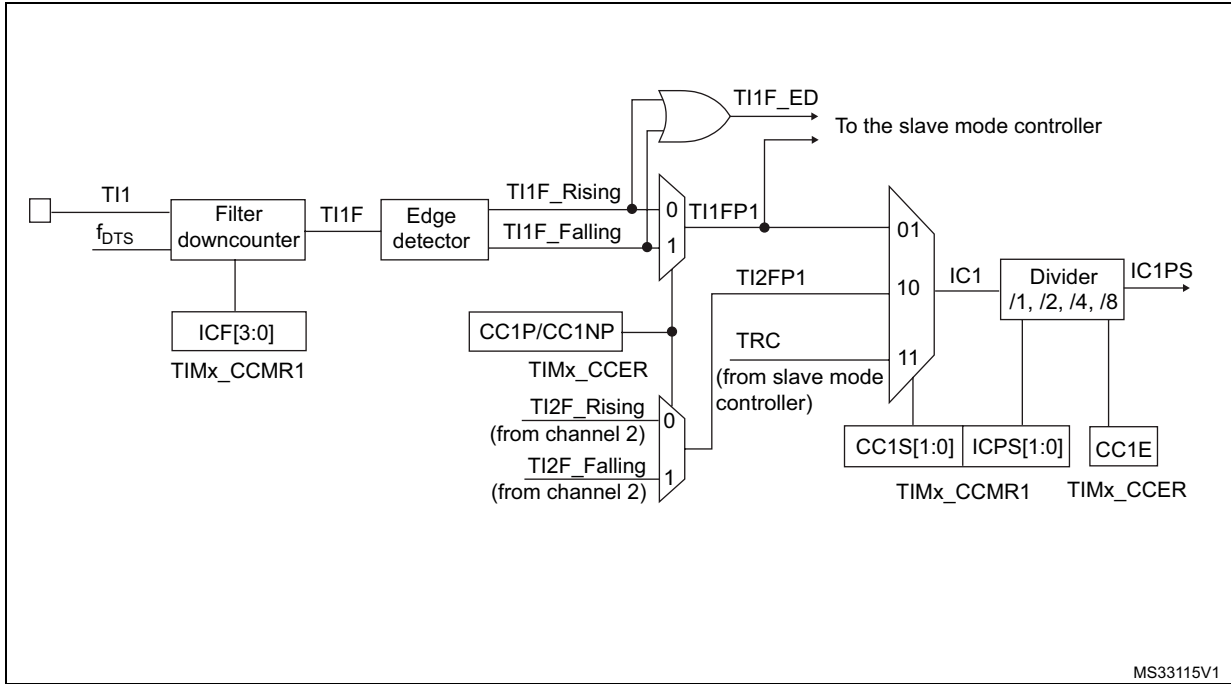 TI1F_ED
To the slave mode controller
TI1
fDTS
Filter
downcounter
TI1F
Edge
detector
TI1F_Rising
TI1F_Falling
0
1
TI1FP1
01
10
11
TI2FP1
TRC
(from slave mode
controller)
IC1
Divider
/1, /2, /4, /8
IC1PS
ICF[3:0]
TIMx_CCMR1
CC1P/CC1NP
TIMx_CCER
TI2F_Rising
(from channel 2)
TI2F_Falling
(from channel 2)
0
1
CC1S[1:0]
ICPS[1:0]
TIMx_CCMR1
CC1E
TIMx_CCER
MS33115V1